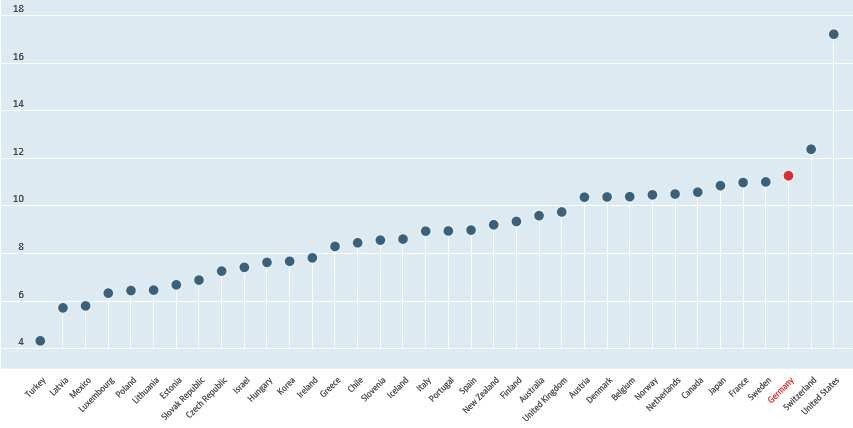 18
16
14
12
10
8
6
4
Turkey
Latvia
Mexico
Luxembourg
Poland
Lithuania
Estonia
Slovak Republic
Czech Republic
Israel
Hungary
Korea
Ireland
Greece
Chile
Slovenia
Iceland
Italy
Portugal
Spain
New Zealand
Finland
Australia
United Kingdom
Austria
Denmark
Belgium
Norway
Netherlands
Canada
Japan
France
Sweden
Germany
Switzerland
United States